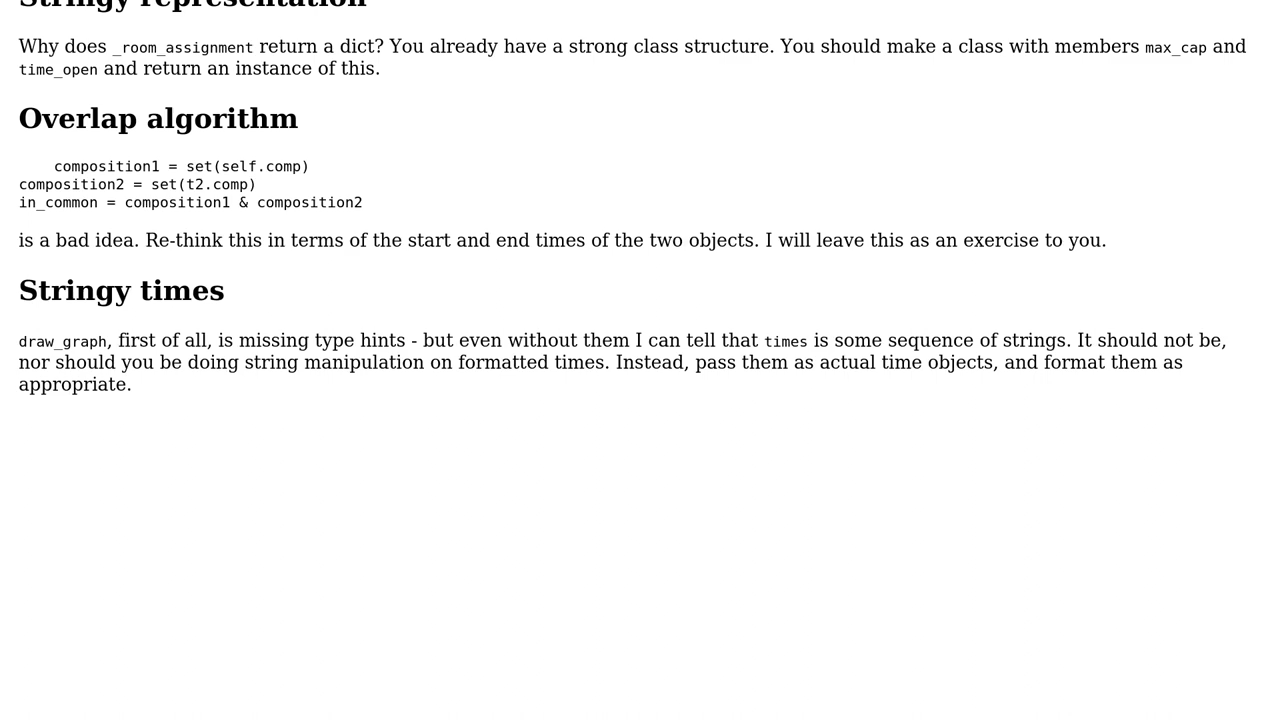 Stringy representation
Why does _room_assignment return a dict? You already have a strong class structure. You should make a class with members max_cap and
time_open and return an instance of this.
Overlap algorithm
    composition1 = set(self.comp)
composition2 = set(t2.comp)
in_common = composition1 & composition2
is a bad idea. Re-think this in terms of the start and end times of the two objects. I will leave this as an exercise to you.
Stringy times
draw_graph, first of all, is missing type hints - but even without them I can tell that times is some sequence of strings. It should not be,
nor should you be doing string manipulation on formatted times. Instead, pass them as actual time objects, and format them as
appropriate.